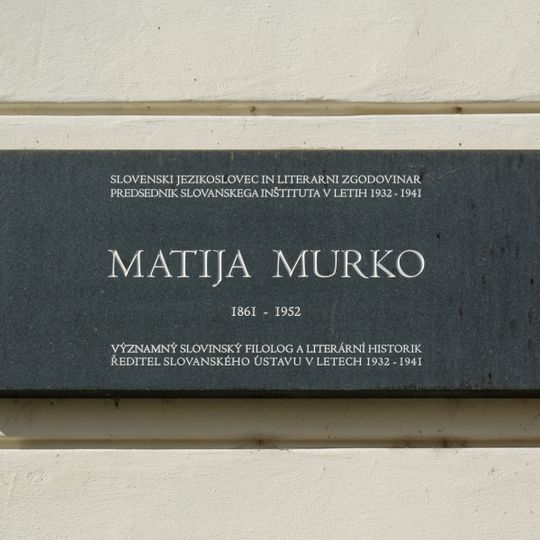 SLOVENSKI JEZIKOSLOVEC IN LITERARNI ZGODOVINAR
PREDSEDNIK SLOVANSKEGA INŠTITUTA V LETIH 1932 - 1941
MATIJA MURKO
1861 - 1952
VÝZNAMNÝ SLOVINSKÝ FILOLOG A LITERÁRNÍ HISTORIK
ŘEDITEL SLOVANSKÉHO ÚSTAVU V LETECH 1932 - 1941